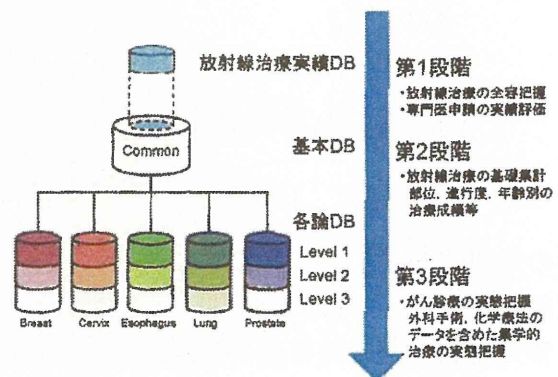 放射線治療実績DB
Common
基本DB
各論DB
Level 1
Level 2
Level 3
Breast
Cervix
Esophagus
Lung
Prostate
第1段階
・放射線治療の全容把握
・専門医申請の実績評価
第2段階
・放射線治療の基礎集計
部位、進行度、年齢別の
治療成績等
第3段階
・がん診療の実態把握
外科手術、化学療法の
データを含めた集学的
治療の実態把握